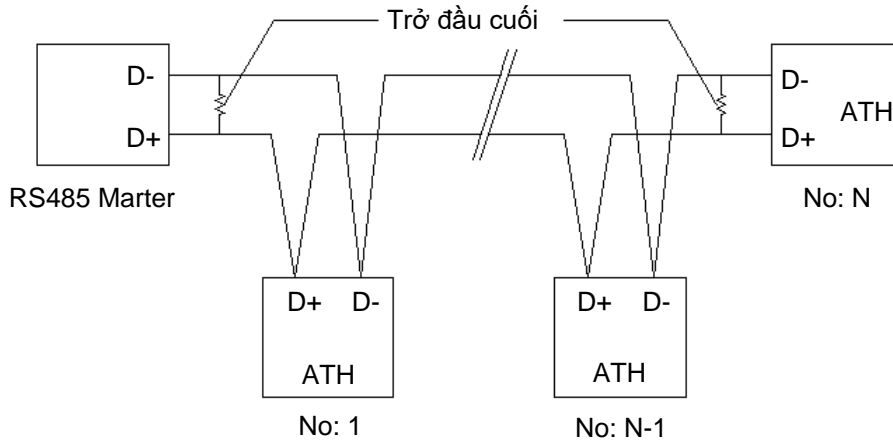 Trở đầu cuối
D-
D+
RS485 Marter
D-
D+
ATH
No: N
D+ D-
ATH
No: 1
D+ D-
ATH
No: N-1